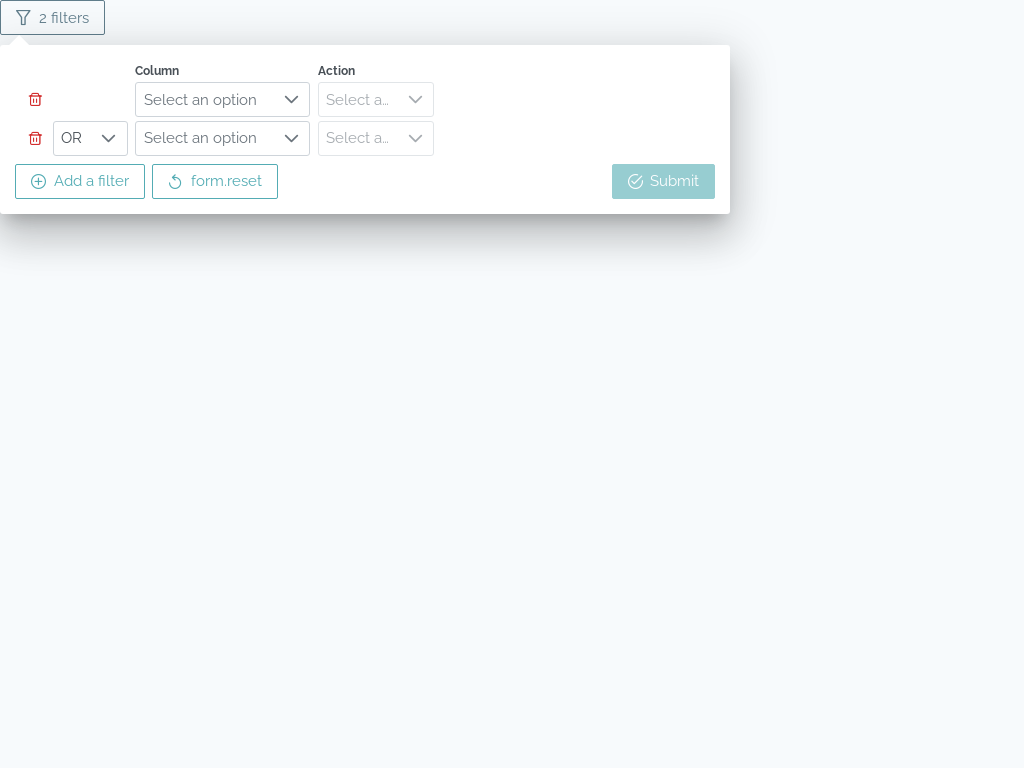 2 filters
Column Action
Select an option Select a...
OR Select an option Select a...
Add a filter form.reset Submit